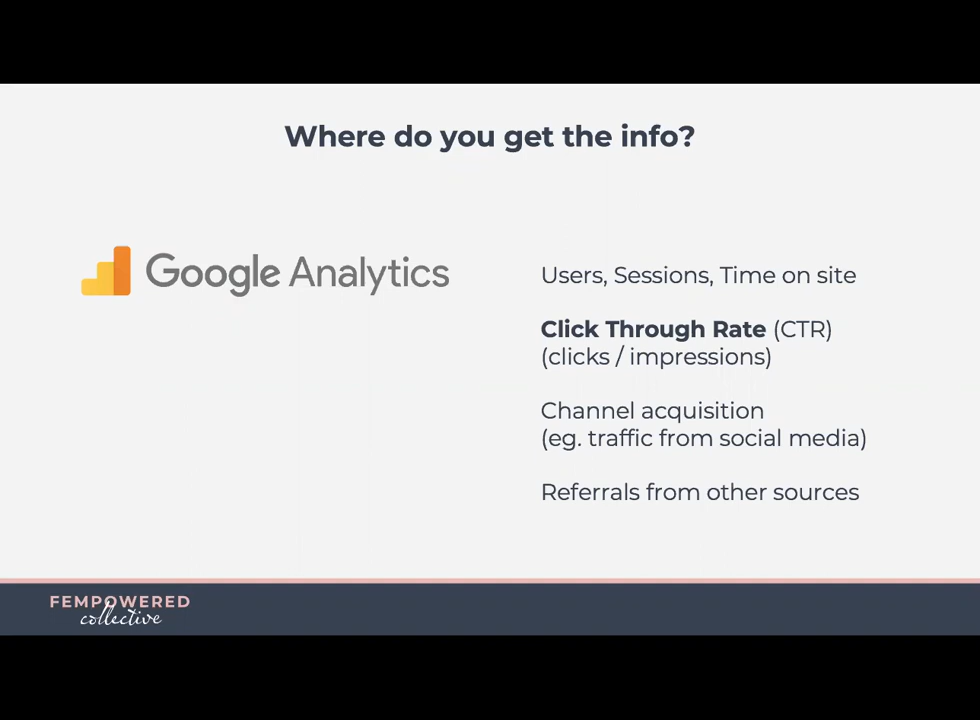 Where do you get the info?
Google Analytics
Users, Sessions, Time on site
Click Through Rate (CTR)
(clicks / impressions)
Channel acquisition
(eg. traffic from social media)
Referrals from other sources
FEMPOWERED
collective